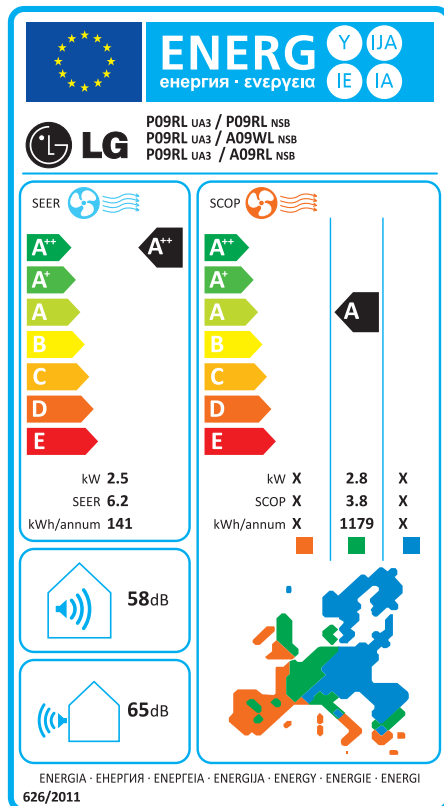 ENERG
енергия · ενεργεια
Y IJA
IE IA
LG
P09RL UA3 / P09RL NSB
P09RL UA3 / A09WL NSB
P09RL UA3 / A09RL NSB
SEER
A++
A++
A+
A
B
C
D
E
kW 2.5
SEER 6.2
kWh/annum 141
SCOP
A++
A+
A
A
B
C
D
E
kW X 2.8 X
SCOP X 3.8 X
kWh/annum X 1179 X
58dB
65dB
ENERGIA · ЕНЕРГИЯ · ΕΝΕΡΓΕΙΑ · ENERGIJA · ENERGY · ENERGIE · ENERGI
626/2011